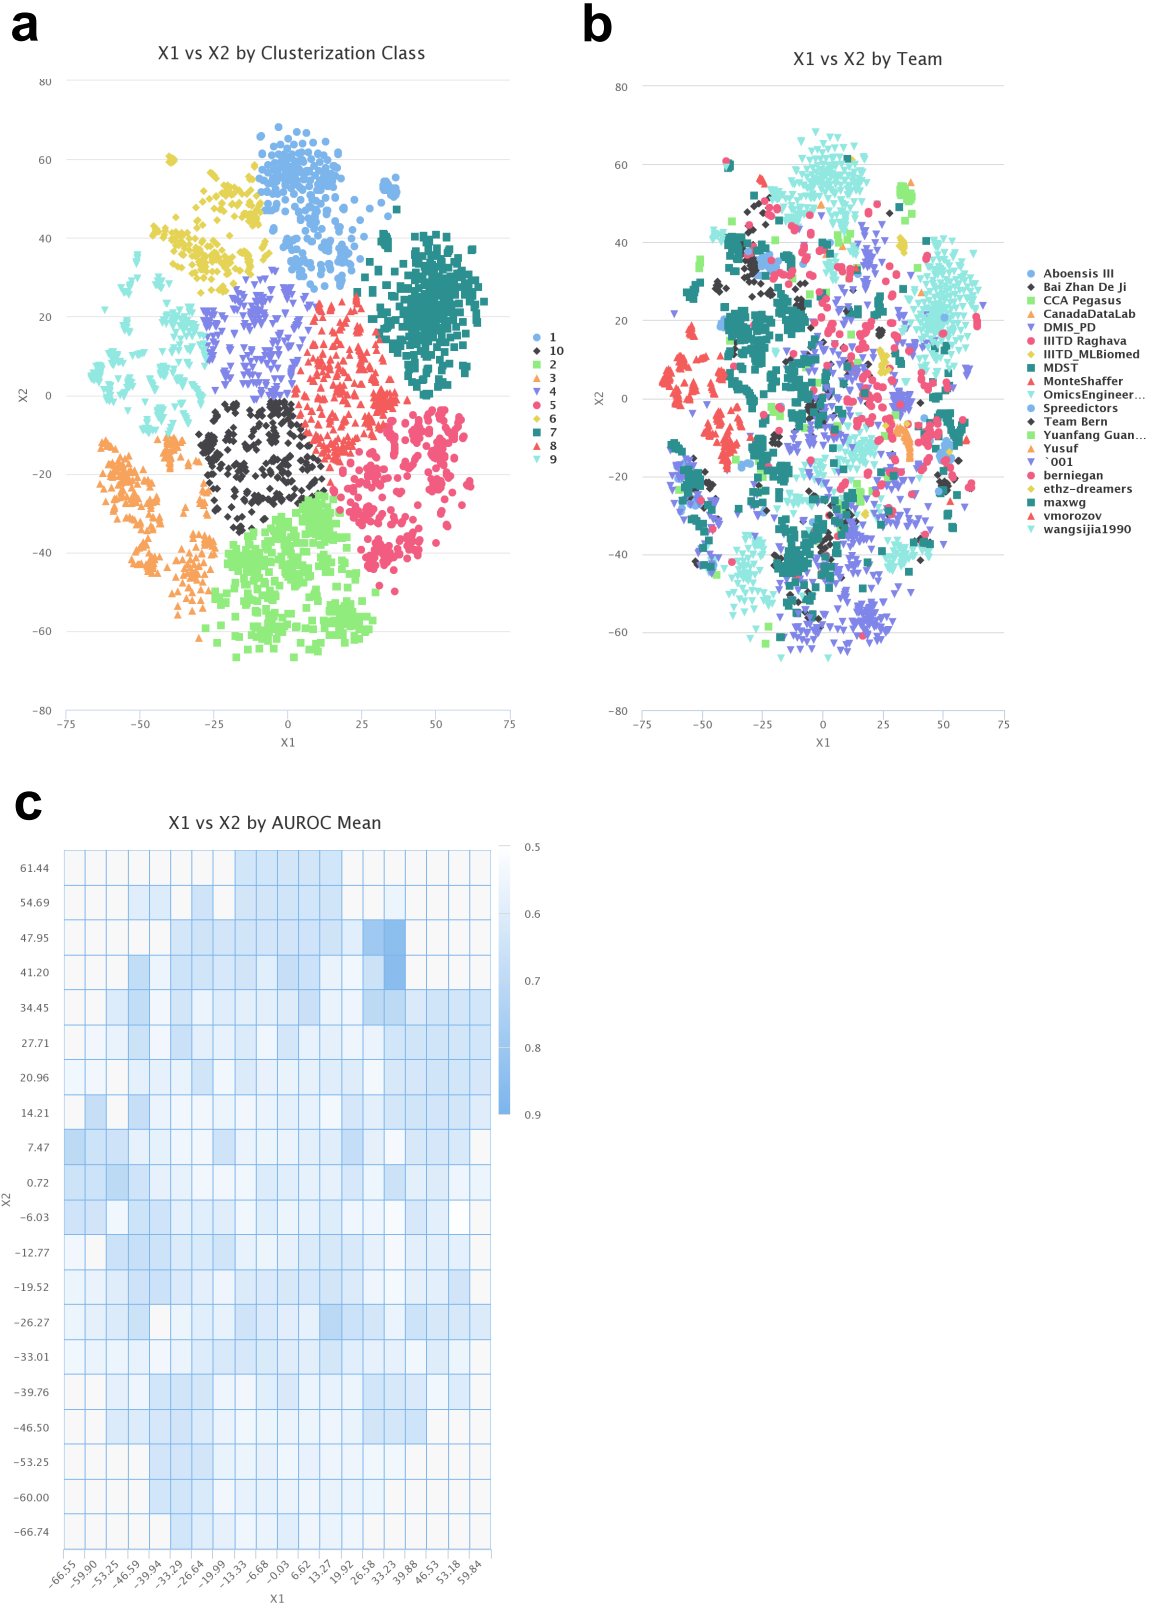 a
X1 vs X2 by Clusterization Class
80
60
40
20
0
−20
−40
−60
−80
X2
−75
−50
−25
0
25
50
75
X1
1
10
2
3
4
5
6
7
8
9
b
X1 vs X2 by Team
80
60
40
20
0
−20
−40
−60
−80
X2
−75
−50
−25
0
25
50
75
X1
Aboensis III
Bai Zhan De Ji
CCA Pegasus
CanadaDataLab
DMIS_PD
IIITD Raghava
IIITD_MLBiomed
MDST
MonteShaffer
OmicsEngineer...
Spreedictors
Team Bern
Yuanfang Guan...
Yusuf
`001
berniegan
ethz-dreamers
maxwg
vmorozov
wangsijia1990
c
X1 vs X2 by AUROC Mean
61.44
54.69
47.95
41.20
34.45
27.71
20.96
14.21
7.47
0.72
−6.03
−12.77
−19.52
−26.27
−33.01
−39.76
−46.50
−53.25
−60.00
−66.74
X2
−66.55
−59.90
−53.25
−46.59
−39.94
−33.29
−26.64
−19.99
−13.33
−6.68
−0.03
6.62
13.27
19.92
26.58
33.23
39.88
46.53
53.18
59.84
X1
0.5
0.6
0.7
0.8
0.9